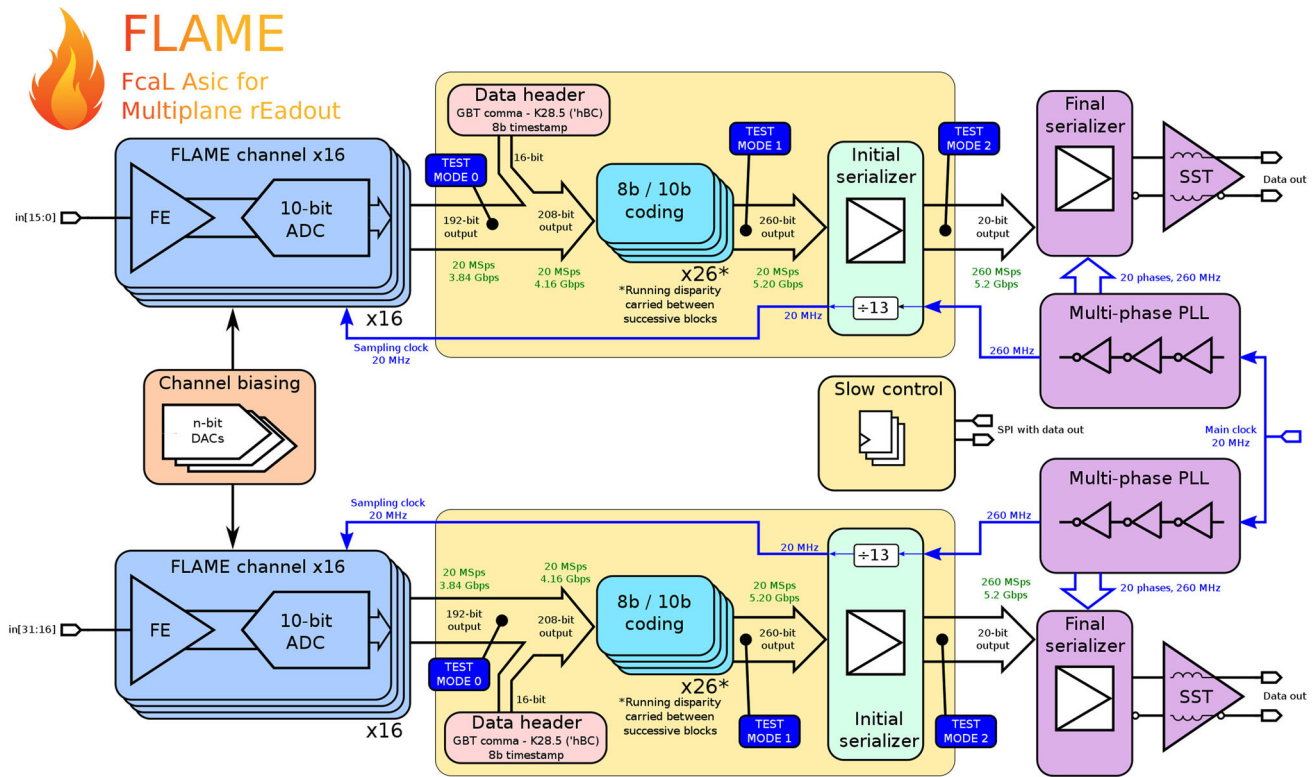 FLAME
FcaL Asic for
Multiplane rEadout
Data header
GBT comma - K28.5 ('hBC)
8b timestamp
16-bit
TEST
MODE 0
TEST
MODE 1
TEST
MODE 2
FLAME channel x16
FE
10-bit
ADC
in[15:0]
x16
192-bit
output
20 MSps
3.84 Gbps
208-bit
output
20 MSps
4.16 Gbps
8b / 10b
coding
x26*
*Running disparity
carried between
successive blocks
260-bit
output
20 MSps
5.20 Gbps
Initial
serializer
÷13
20 MHz
Sampling clock
20 MHz
20-bit
output
260 MSps
5.2 Gbps
Final
serializer
SST
Data out
20 phases, 260 MHz
Multi-phase PLL
260 MHz
Channel biasing
n-bit
DACs
Slow control
SPI with data out
Main clock
20 MHz
Multi-phase PLL
260 MHz
20 phases, 260 MHz
Sampling clock
20 MHz
20 MHz
÷13
FLAME channel x16
FE
10-bit
ADC
in[31:16]
x16
20 MSps
3.84 Gbps
192-bit
output
20 MSps
4.16 Gbps
208-bit
output
TEST
MODE 0
16-bit
Data header
GBT comma - K28.5 ('hBC)
8b timestamp
8b / 10b
coding
x26*
*Running disparity
carried between
successive blocks
20 MSps
5.20 Gbps
260-bit
output
TEST
MODE 1
Initial
serializer
260 MSps
5.2 Gbps
20-bit
output
TEST
MODE 2
Final
serializer
SST
Data out